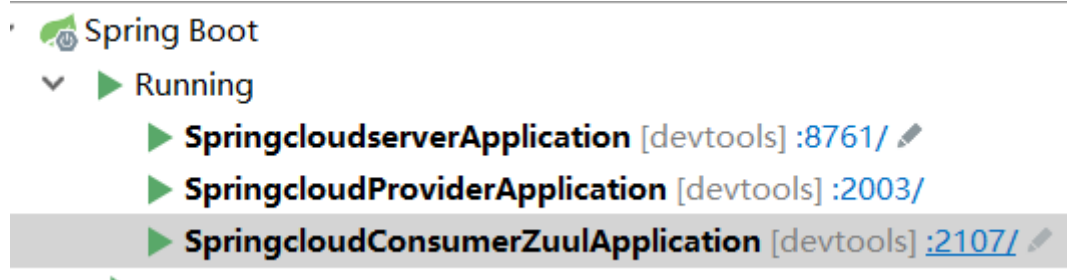 Spring Boot
Running
SpringcloudserverApplication [devtools] :8761/
SpringcloudProviderApplication [devtools] :2003/
SpringcloudConsumerZuulApplication [devtools] :2107/